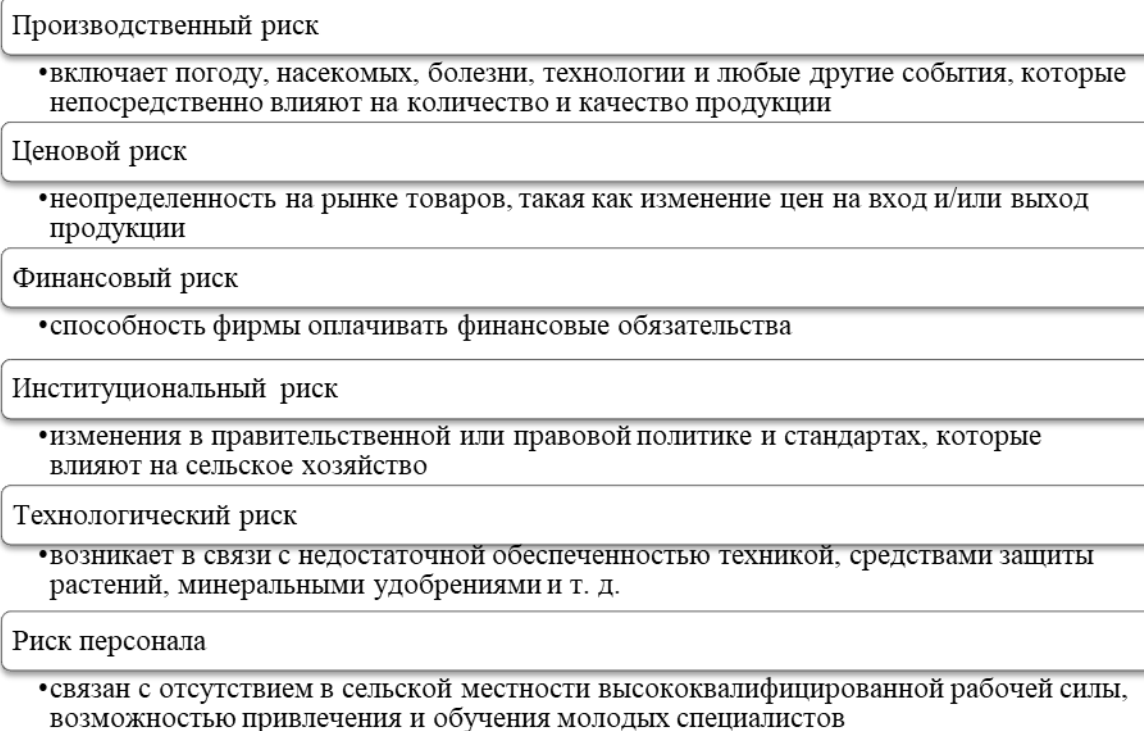 Производственный риск
•включает погоду, насекомых, болезни, технологии и любые другие события, которые
непосредственно влияют на количество и качество продукции
Ценовой риск
•неопределенность на рынке товаров, такая как изменение цен на вход и/или выход
продукции
Финансовый риск
•способность фирмы оплачивать финансовые обязательства
Институциональный риск
•изменения в правительственной или правовой политике и стандартах, которые
влияют на сельское хозяйство
Технологический риск
•возникает в связи с недостаточной обеспеченностью техникой, средствами защиты
растений, минеральными удобрениями и т. д.
Риск персонала
•связан с отсутствием в сельской местности высококвалифицированной рабочей силы,
возможностью привлечения и обучения молодых специалистов